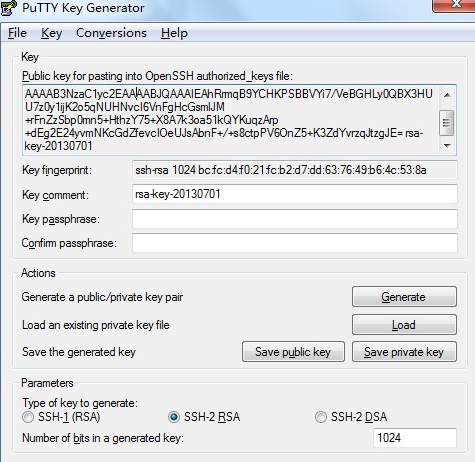 PuTTY Key Generator
File Key Conversions Help
Key
Public key for pasting into OpenSSH authorized_keys file:
AAAAB3NzaC1yc2EAAAABJQAAAIEAhRrmqB9YCHKPSBBVYi7/VeBGHLy0QBX3HU
U7z0y1ijK2o5qNUHNvcI6VnFgHcGsmlJM
+rFnZzSbp0mn5+HthzY75+X8A7k3oa51kQYKuqzArp
+dEg2E24yvmNKcGdZfevcIOeUJsAbnF+/+s8ctpPV6OnZ5+K3ZdYvrzqJtzgJE= rsa-
key-20130701
Key fingerprint: ssh-rsa 1024 bc:fc:d4:f0:21:fc:b2:d7:dd:63:76:49:b6:4c:53:8a
Key comment: rsa-key-20130701
Key passphrase:
Confirm passphrase:
Actions
Generate a public/private key pair Generate
Load an existing private key file Load
Save the generated key Save public key Save private key
Parameters
Type of key to generate:
SSH-1 (RSA) SSH-2 RSA SSH-2 DSA
Number of bits in a generated key: 1024